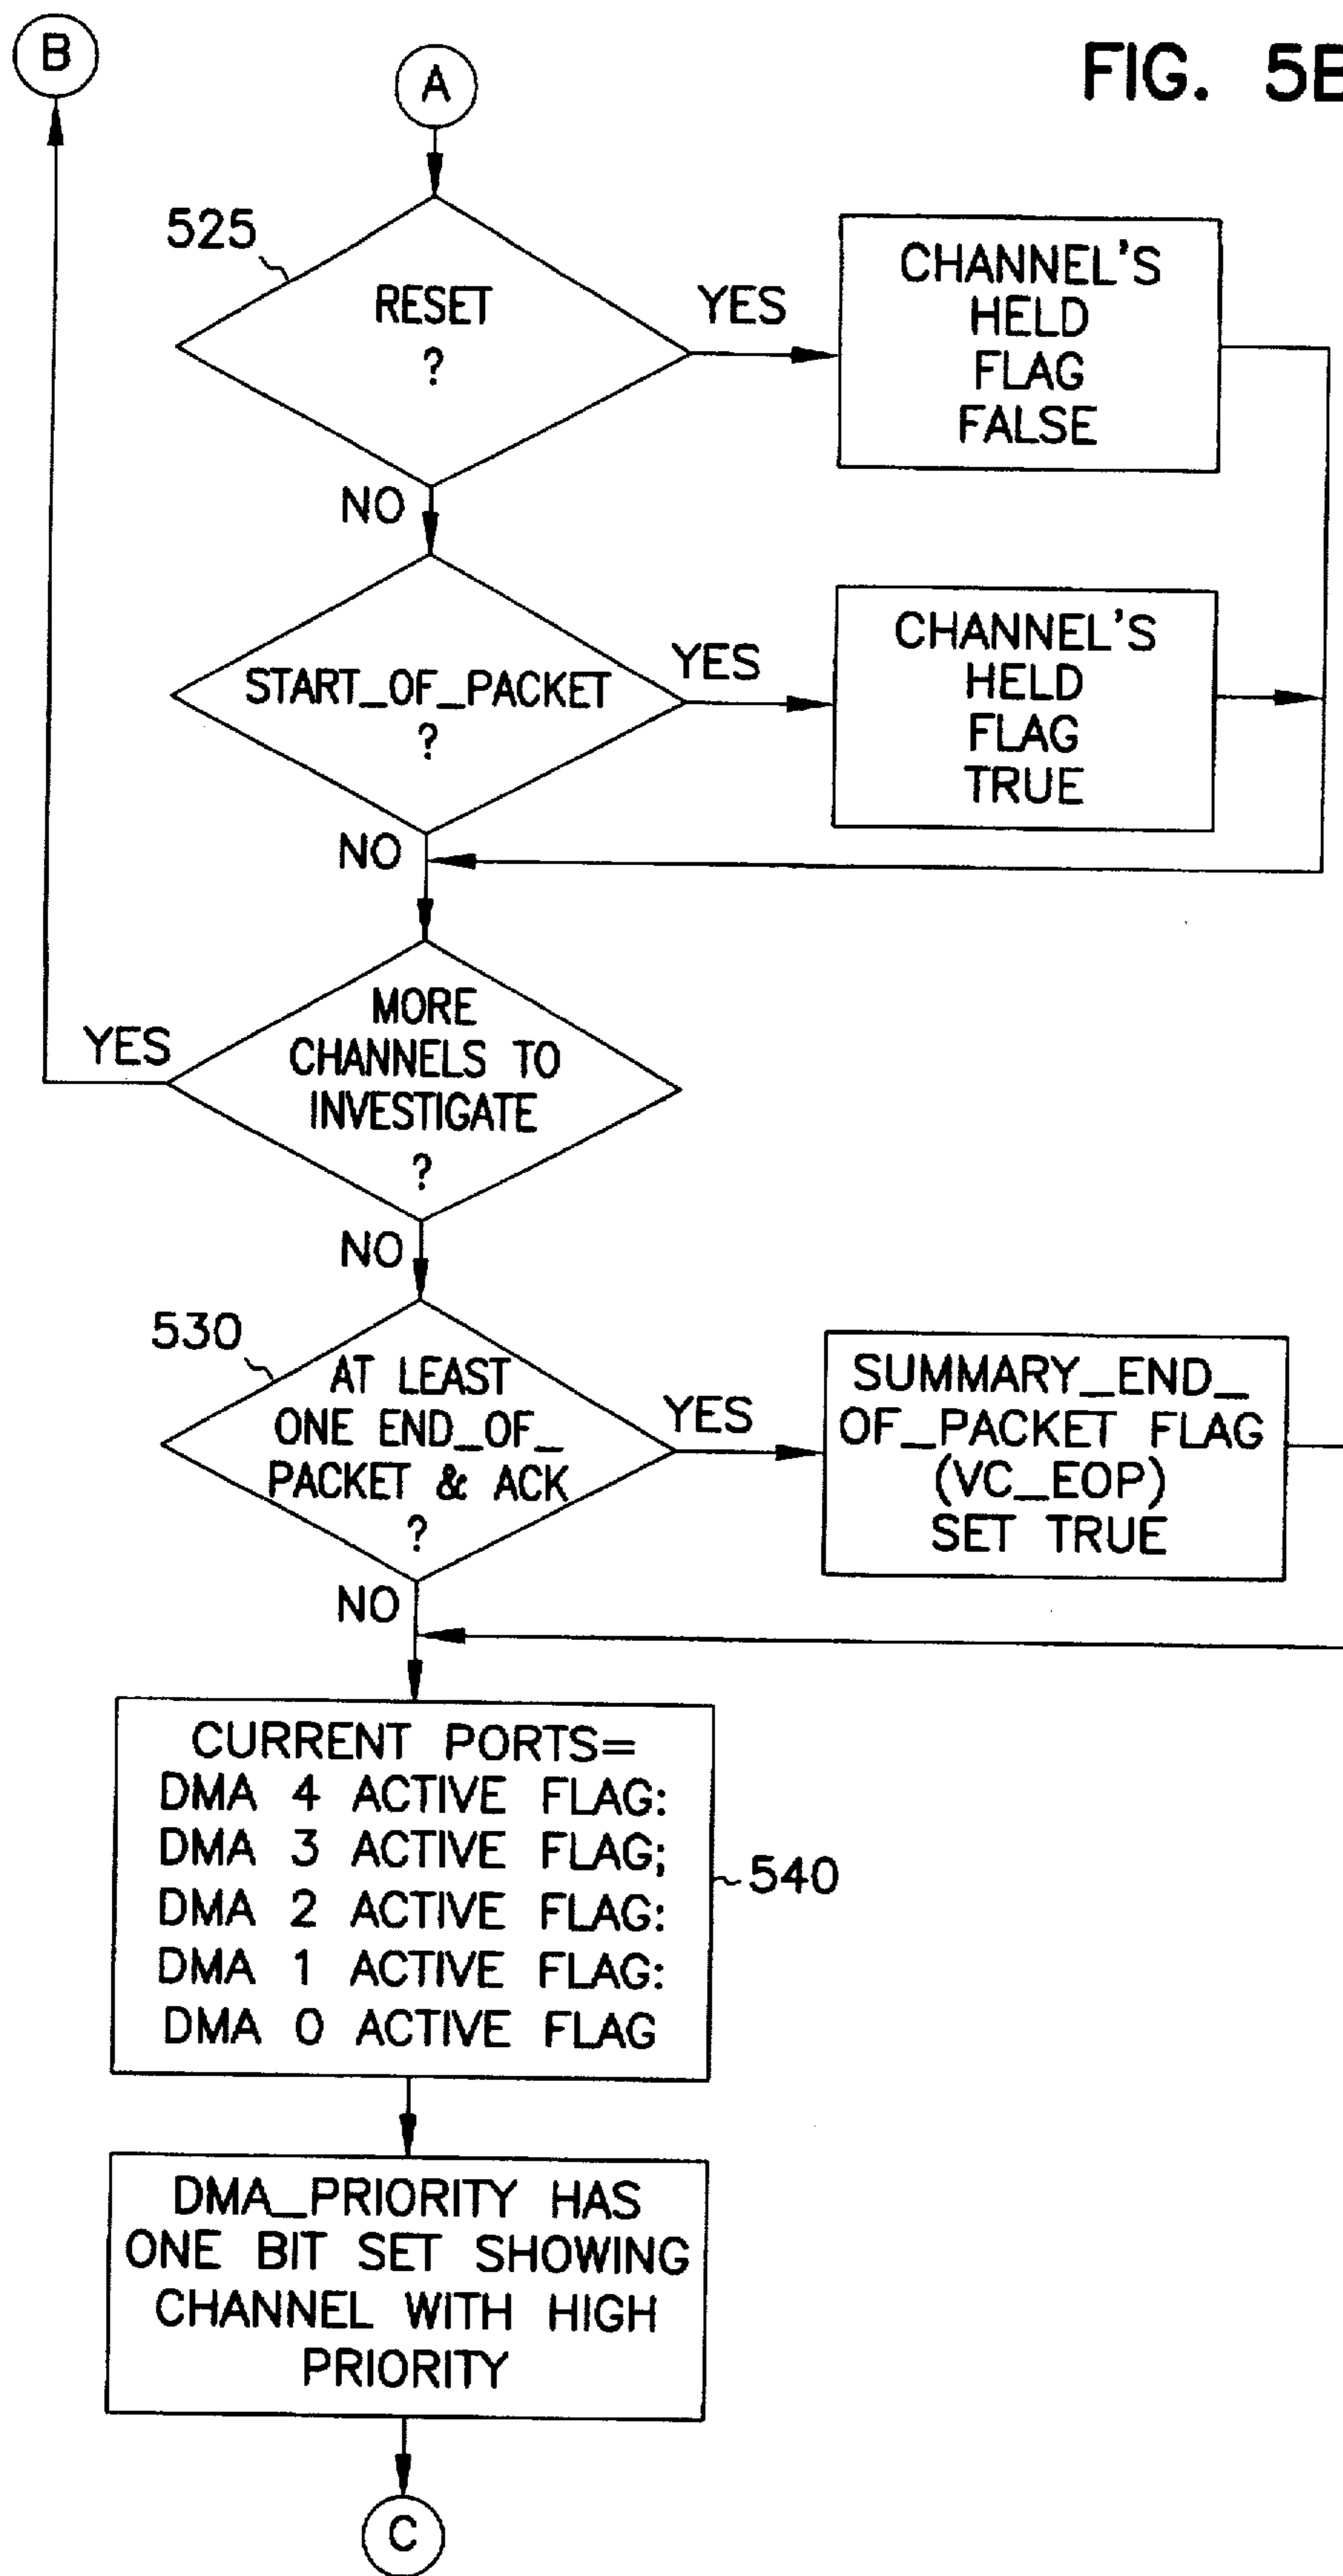 B
A
FIG. 5B
525
RESET
?
YES
CHANNEL'S
HELD
FLAG
FALSE
NO
START_OF_PACKET
?
YES
CHANNEL'S
HELD
FLAG
TRUE
NO
MORE
CHANNELS TO
INVESTIGATE
?
YES
NO
530
AT LEAST
ONE END_OF_
PACKET & ACK
?
YES
SUMMARY_END_
OF_PACKET FLAG
(VC_EOP)
SET TRUE
NO
CURRENT PORTS=
DMA 4 ACTIVE FLAG:
DMA 3 ACTIVE FLAG;
DMA 2 ACTIVE FLAG:
DMA 1 ACTIVE FLAG:
DMA 0 ACTIVE FLAG
540
DMA_PRIORITY HAS
ONE BIT SET SHOWING
CHANNEL WITH HIGH
PRIORITY
C